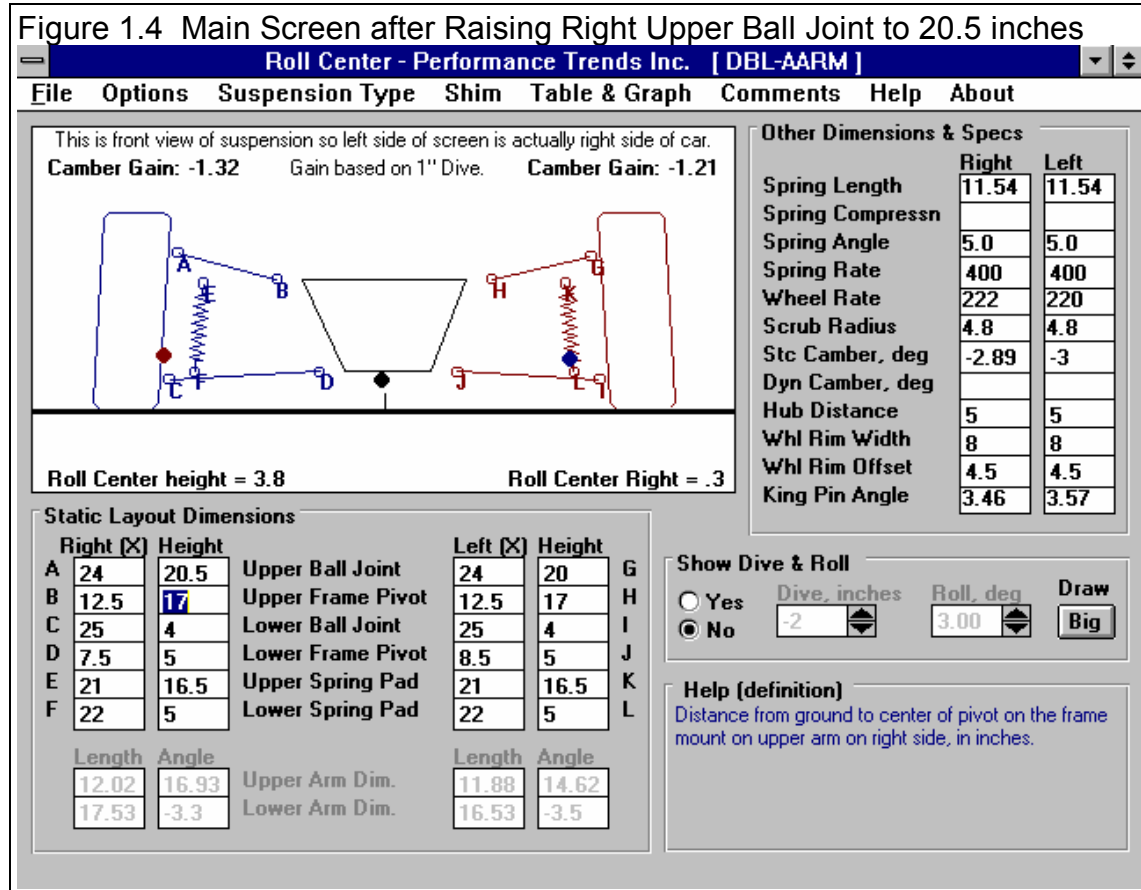 Figure 1.4 Main Screen after Raising Right Upper Ball Joint to 20.5 inches
Roll Center - Performance Trends Inc. [ DBL-AARM ]
File Options Suspension Type Shim Table & Graph Comments Help About
This is front view of suspension so left side of screen is actually right side of car.
Camber Gain: -1.32 Gain based on 1" Dive. Camber Gain: -1.21
A B C D E F
G H I J K L
Roll Center height = 3.8 Roll Center Right = .3
Other Dimensions & Specs
Right Left
Spring Length 11.54 11.54
Spring Compressn
Spring Angle 5.0 5.0
Spring Rate 400 400
Wheel Rate 222 220
Scrub Radius 4.8 4.8
Stc Camber, deg -2.89 -3
Dyn Camber, deg
Hub Distance 5 5
Whl Rim Width 8 8
Whl Rim Offset 4.5 4.5
King Pin Angle 3.46 3.57
Static Layout Dimensions
Right (X) Height Left (X) Height
A 24 20.5 Upper Ball Joint 24 20 G
B 12.5 17 Upper Frame Pivot 12.5 17 H
C 25 4 Lower Ball Joint 25 4 I
D 7.5 5 Lower Frame Pivot 8.5 5 J
E 21 16.5 Upper Spring Pad 21 16.5 K
F 22 5 Lower Spring Pad 22 5 L
Length Angle Length Angle
12.02 16.93 Upper Arm Dim. 11.88 14.62
17.53 -3.3 Lower Arm Dim. 16.53 -3.5
Show Dive & Roll
Yes Dive, inches Roll, deg Draw
No -2 3.00 Big
Help (definition)
Distance from ground to center of pivot on the frame
mount on upper arm on right side, in inches.